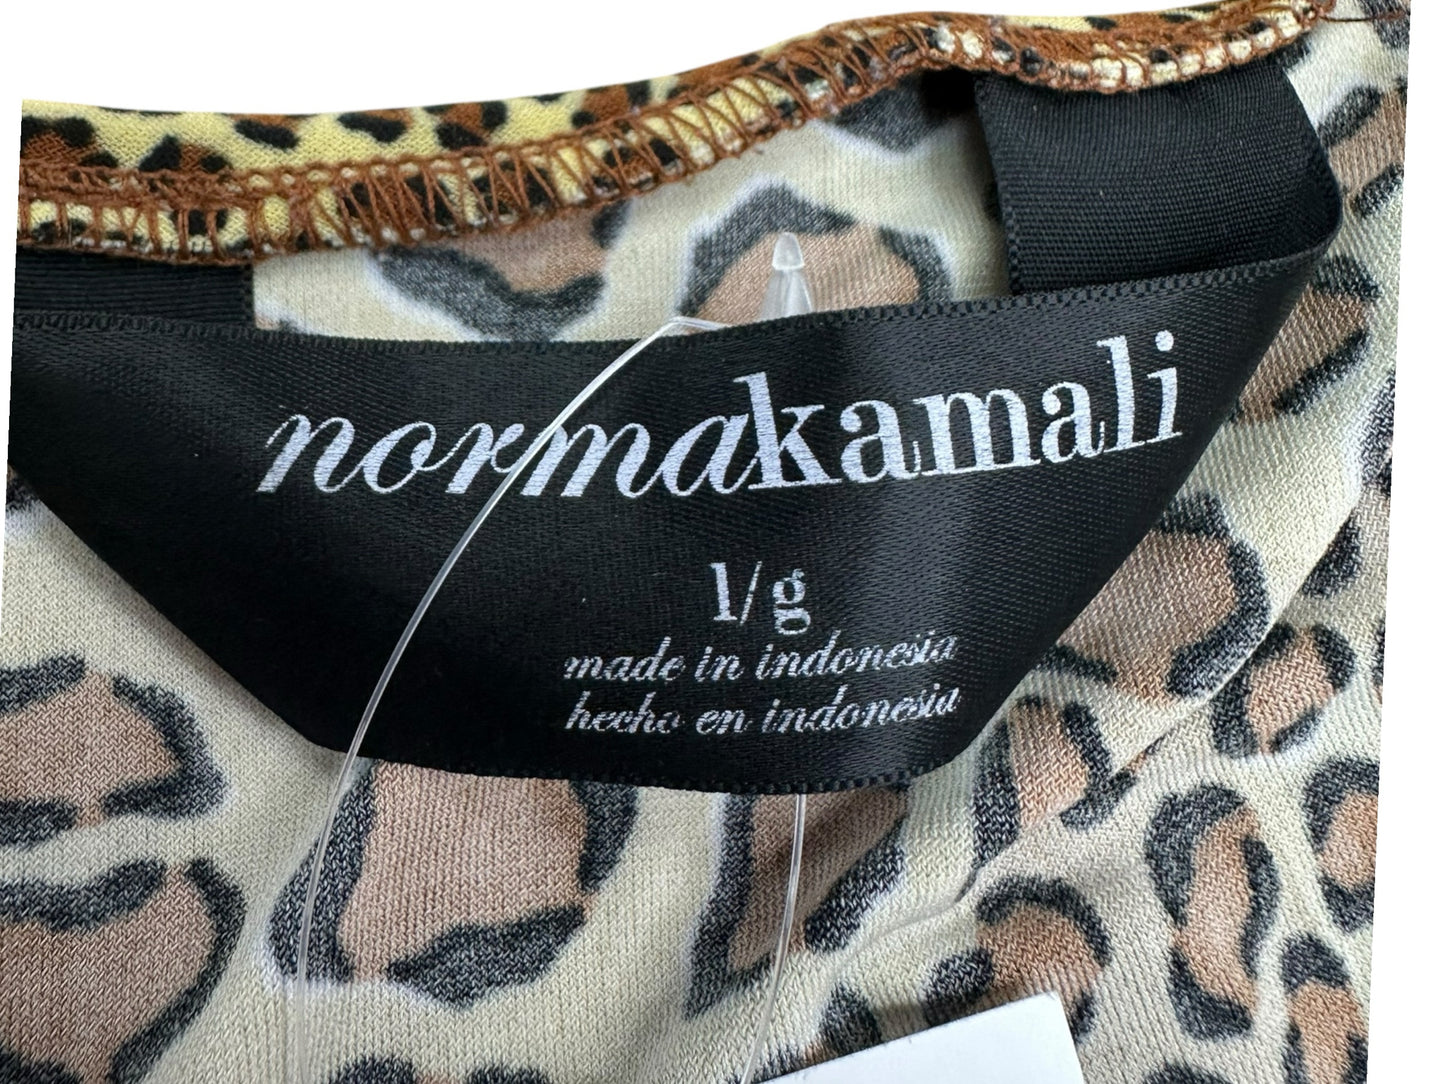 normakamali
l/g
made in indonesia
hecho en indonesia